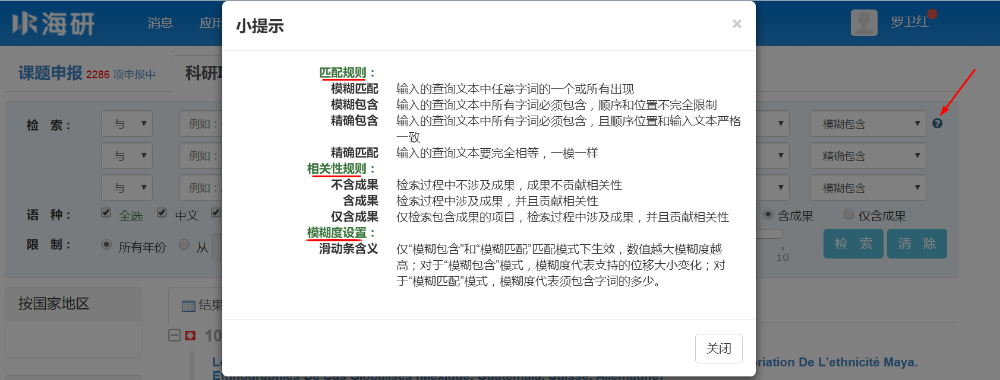 海研
消息
应用
罗卫红
小提示
×
课题申报 2286 项申报中
科研项
匹配规则：
模糊匹配 输入的查询文本中任意字词的一个或所有出现
模糊包含 输入的查询文本中所有字词必须包含，顺序和位置不完全限制
精确包含 输入的查询文本中所有字词必须包含，且顺序位置和输入文本严格
一致
精确匹配 输入的查询文本要完全相等，一模一样
相关性规则：
不含成果 检索过程中不涉及成果，成果不贡献相关性
含成果 检索过程中涉及成果，并且贡献相关性
仅含成果 仅检索包含成果的项目，检索过程中涉及成果，并且贡献相关性
模糊度设置：
滑动条含义 仅“模糊包含”和“模糊匹配”匹配模式下生效，数值越大模糊度越
高；对于“模糊包含”模式，模糊度代表支持的位移大小变化；对
于“模糊匹配”模式，模糊度代表须包含字词的多少。
关闭
检 索： 与 例如： 模糊包含
与 例如： 精确包含
与 例如： 模糊包含
语 种： 全选 中文 含成果 仅含成果
限 制： 所有年份 从 10 检 索 清 除
按国家地区
结果
10
riation De L'ethnicité Maya.
Ethnographies De Cas Globalisés (Mexique, Guatemala, Suisse, Allemagne)